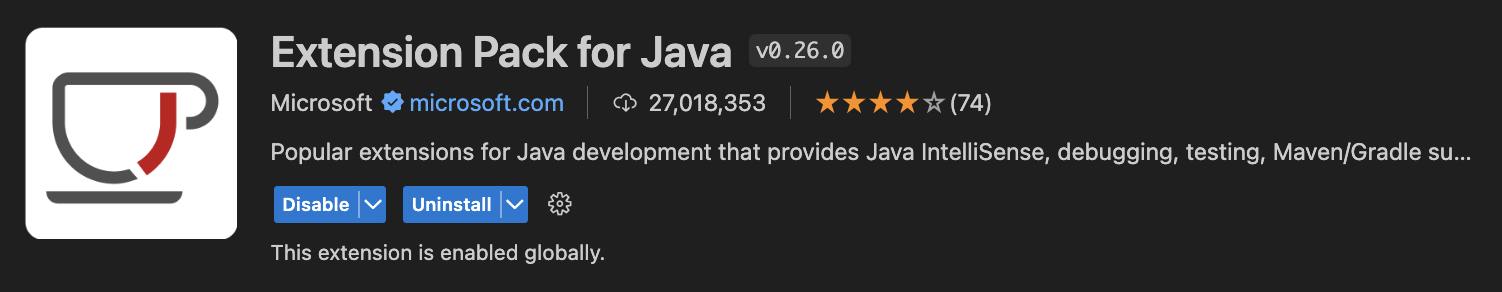 Extension Pack for Java v0.26.0
Microsoft microsoft.com 27,018,353 (74)
Popular extensions for Java development that provides Java IntelliSense, debugging, testing, Maven/Gradle su...
Disable Uninstall
This extension is enabled globally.